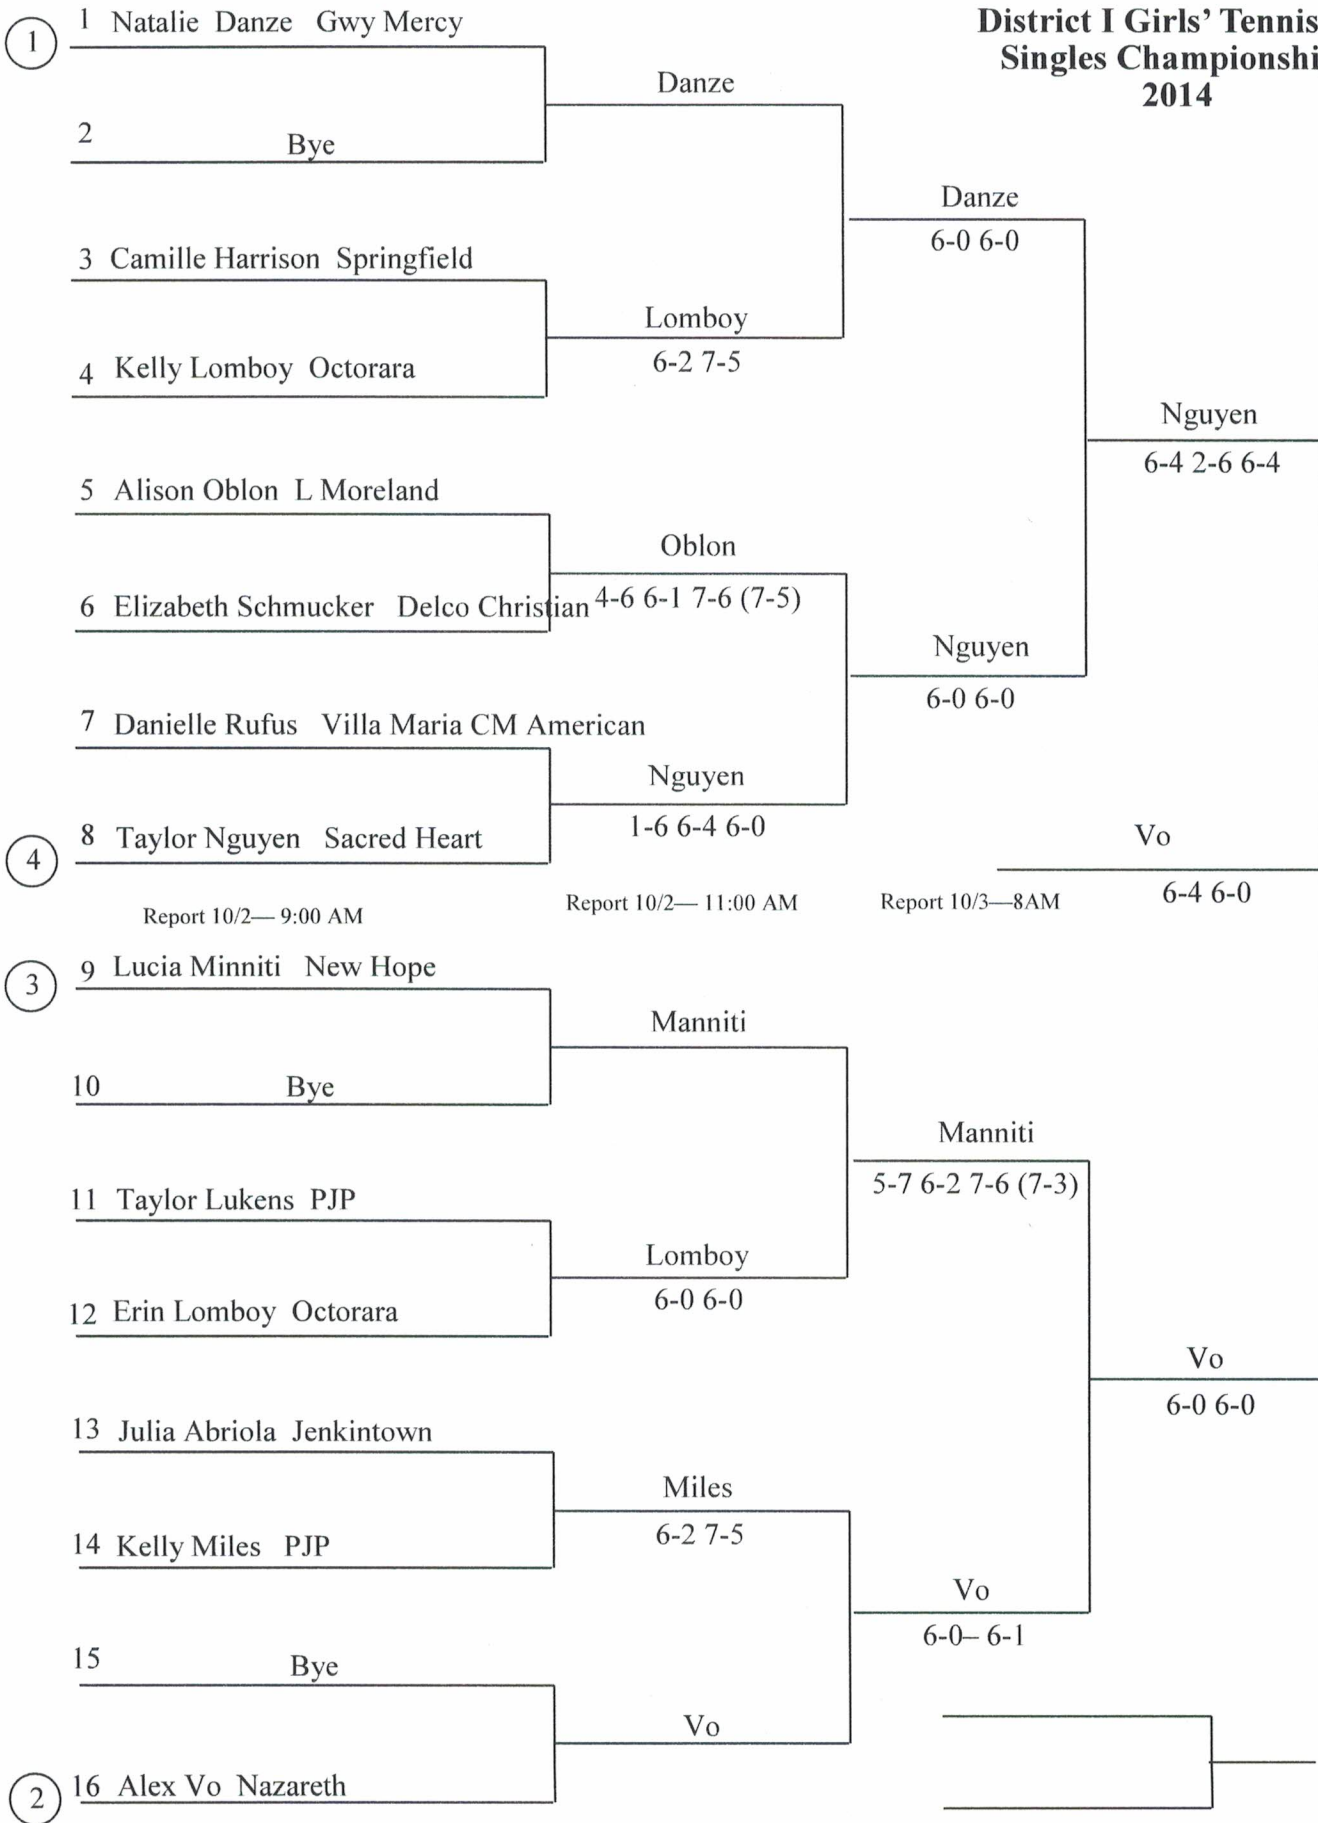 District I Girls' Tennis
Singles Championshi
2014
1
1 Natalie Danze Gwy Mercy
Danze
2 Bye
Danze
6-0 6-0
3 Camille Harrison Springfield
Lomboy
6-2 7-5
4 Kelly Lomboy Octorara
Nguyen
6-4 2-6 6-4
5 Alison Oblon L Moreland
Oblon
4-6 6-1 7-6 (7-5)
6 Elizabeth Schmucker Delco Christian
Nguyen
6-0 6-0
7 Danielle Rufus Villa Maria CM American
Nguyen
1-6 6-4 6-0
4
8 Taylor Nguyen Sacred Heart
Vo
6-4 6-0
Report 10/2— 9:00 AM
Report 10/2— 11:00 AM
Report 10/3—8AM
3
9 Lucia Minniti New Hope
Manniti
10 Bye
Manniti
5-7 6-2 7-6 (7-3)
11 Taylor Lukens PJP
Lomboy
6-0 6-0
12 Erin Lomboy Octorara
Vo
6-0 6-0
13 Julia Abriola Jenkintown
Miles
6-2 7-5
14 Kelly Miles PJP
Vo
6-0– 6-1
15 Bye
Vo
2
16 Alex Vo Nazareth